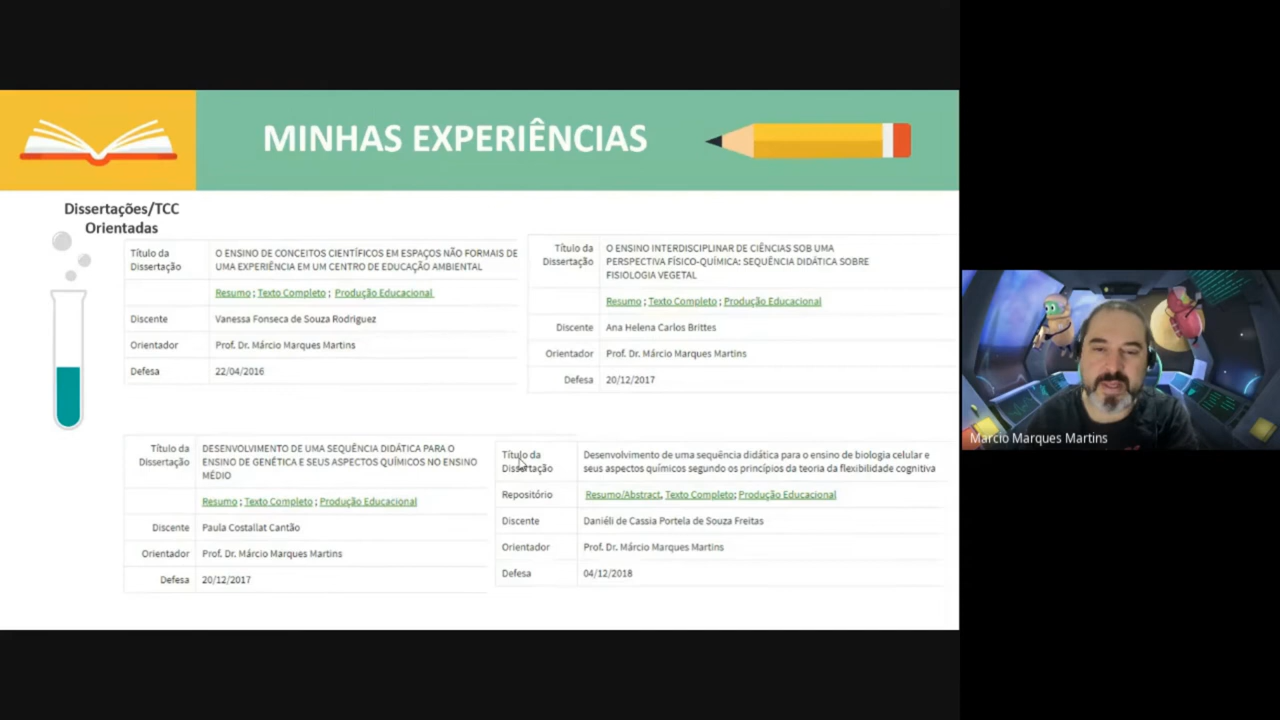 MINHAS EXPERIÊNCIAS
Dissertações/TCC
Orientadas
Título da
Dissertação
O ENSINO DE CONCEITOS CIENTÍFICOS EM ESPAÇOS NÃO FORMAIS DE
UMA EXPERIÊNCIA EM UM CENTRO DE EDUCAÇÃO AMBIENTAL
Resumo ; Texto Completo ; Produção Educacional
Discente Vanessa Fonseca de Souza Rodriguez
Orientador Prof. Dr. Márcio Marques Martins
Defesa 22/04/2016
Título da
Dissertação
O ENSINO INTERDISCIPLINAR DE CIÊNCIAS SOB UMA
PERSPECTIVA FÍSICO-QUÍMICA: SEQUÊNCIA DIDÁTICA SOBRE
FISIOLOGIA VEGETAL
Resumo ; Texto Completo ; Produção Educacional
Discente Ana Helena Carlos Brittes
Orientador Prof. Dr. Márcio Marques Martins
Defesa 20/12/2017
Título da
Dissertação
DESENVOLVIMENTO DE UMA SEQUÊNCIA DIDÁTICA PARA O
ENSINO DE GENÉTICA E SEUS ASPECTOS QUÍMICOS NO ENSINO
MÉDIO
Resumo ; Texto Completo ; Produção Educacional
Discente Paula Costallat Cantão
Orientador Prof. Dr. Márcio Marques Martins
Defesa 20/12/2017
Título da
Dissertação
Desenvolvimento de uma sequência didática para o ensino de biologia celular e
seus aspectos químicos segundo os princípios da teoria da flexibilidade cognitiva
Repositório Resumo/Abstract, Texto Completo; Produção Educacional
Discente Daniéli de Cassia Portela de Souza Freitas
Orientador Prof. Dr. Márcio Marques Martins
Defesa 04/12/2018
Marcio Marques Martins